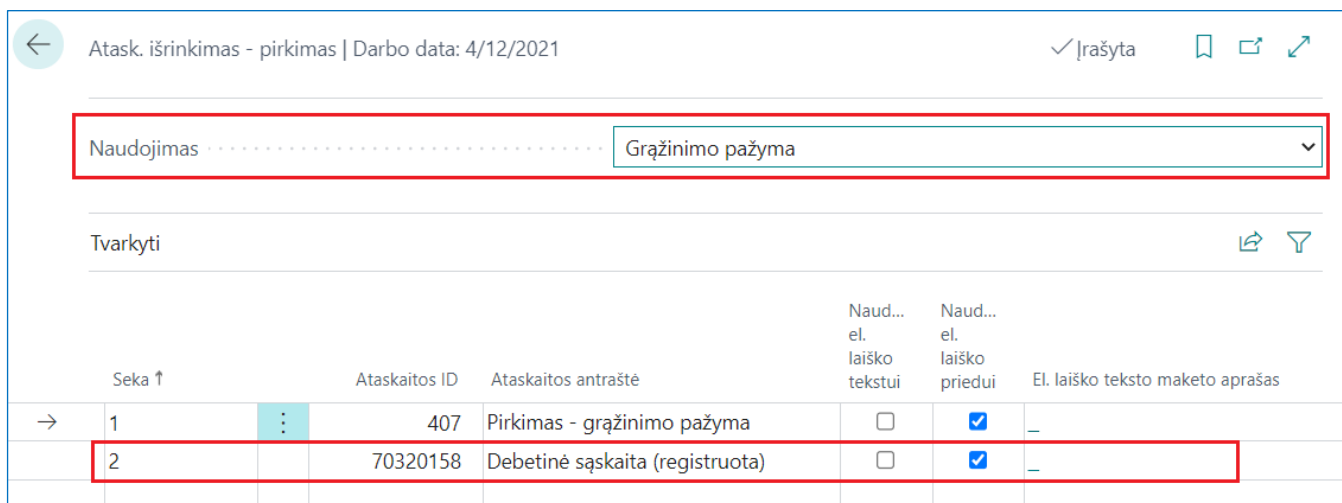 Atask. išrinkimas - pirkimas | Darbo data: 4/12/2021 Įrašyta
Naudojimas Grąžinimo pažyma
Tvarkyti
Seka ↑ Ataskaitos ID Ataskaitos antraštė Naud... el. laiško tekstui Naud... el. laiško priedui El. laiško teksto maketo aprašas
1 407 Pirkimas - grąžinimo pažyma _
2 70320158 Debetinė sąskaita (registruota) _